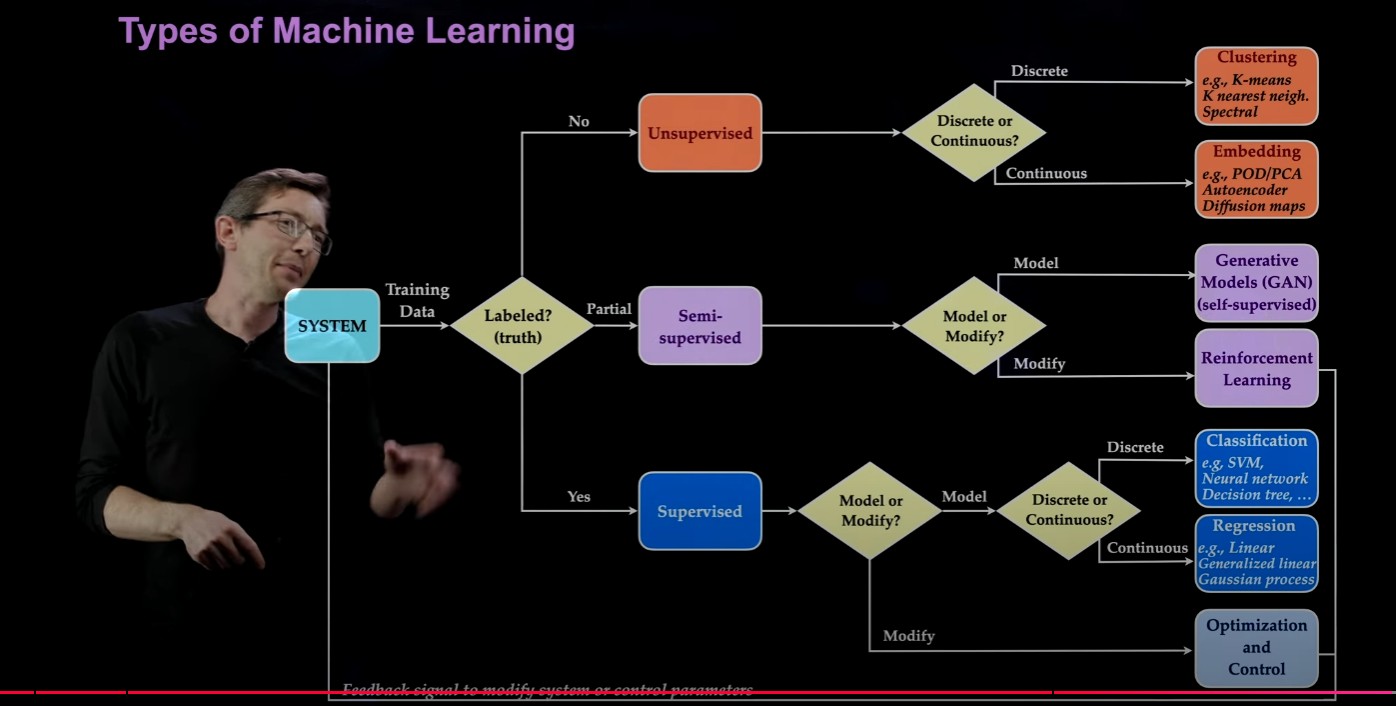 Types of Machine Learning
SYSTEM
Training
Data
Labeled?
(truth)
No
Unsupervised
Discrete or
Continuous?
Discrete
Clustering
e.g., K-means
K nearest neigh.
Spectral
Continuous
Embedding
e.g., POD/PCA
Autoencoder
Diffusion maps
Partial
Semi-
supervised
Model or
Modify?
Model
Generative
Models (GAN)
(self-supervised)
Modify
Reinforcement
Learning
Yes
Supervised
Model or
Modify?
Model
Discrete or
Continuous?
Discrete
Classification
e.g, SVM,
Neural network
Decision tree, ...
Continuous
Regression
e.g., Linear
Generalized linear
Gaussian process
Modify
Optimization
and
Control
Feedback signal to modify system or control parameters